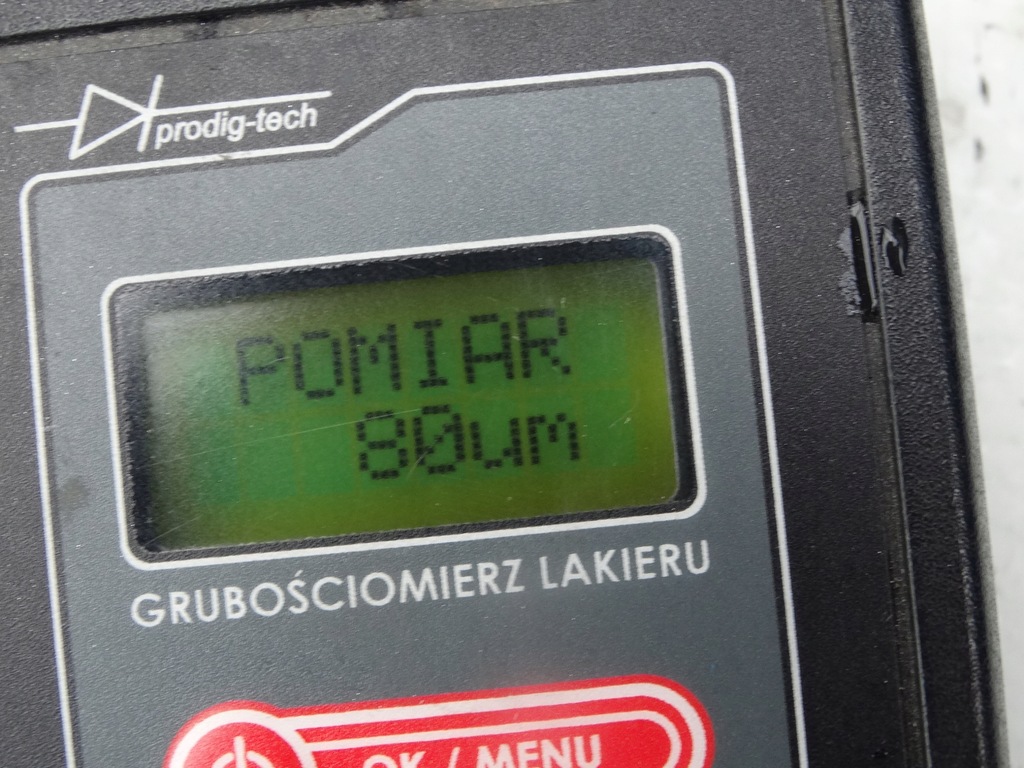 prodig-tech
POMIAR
80um
GRUBOŚCIOMIERZ LAKIERU
OK / MENU